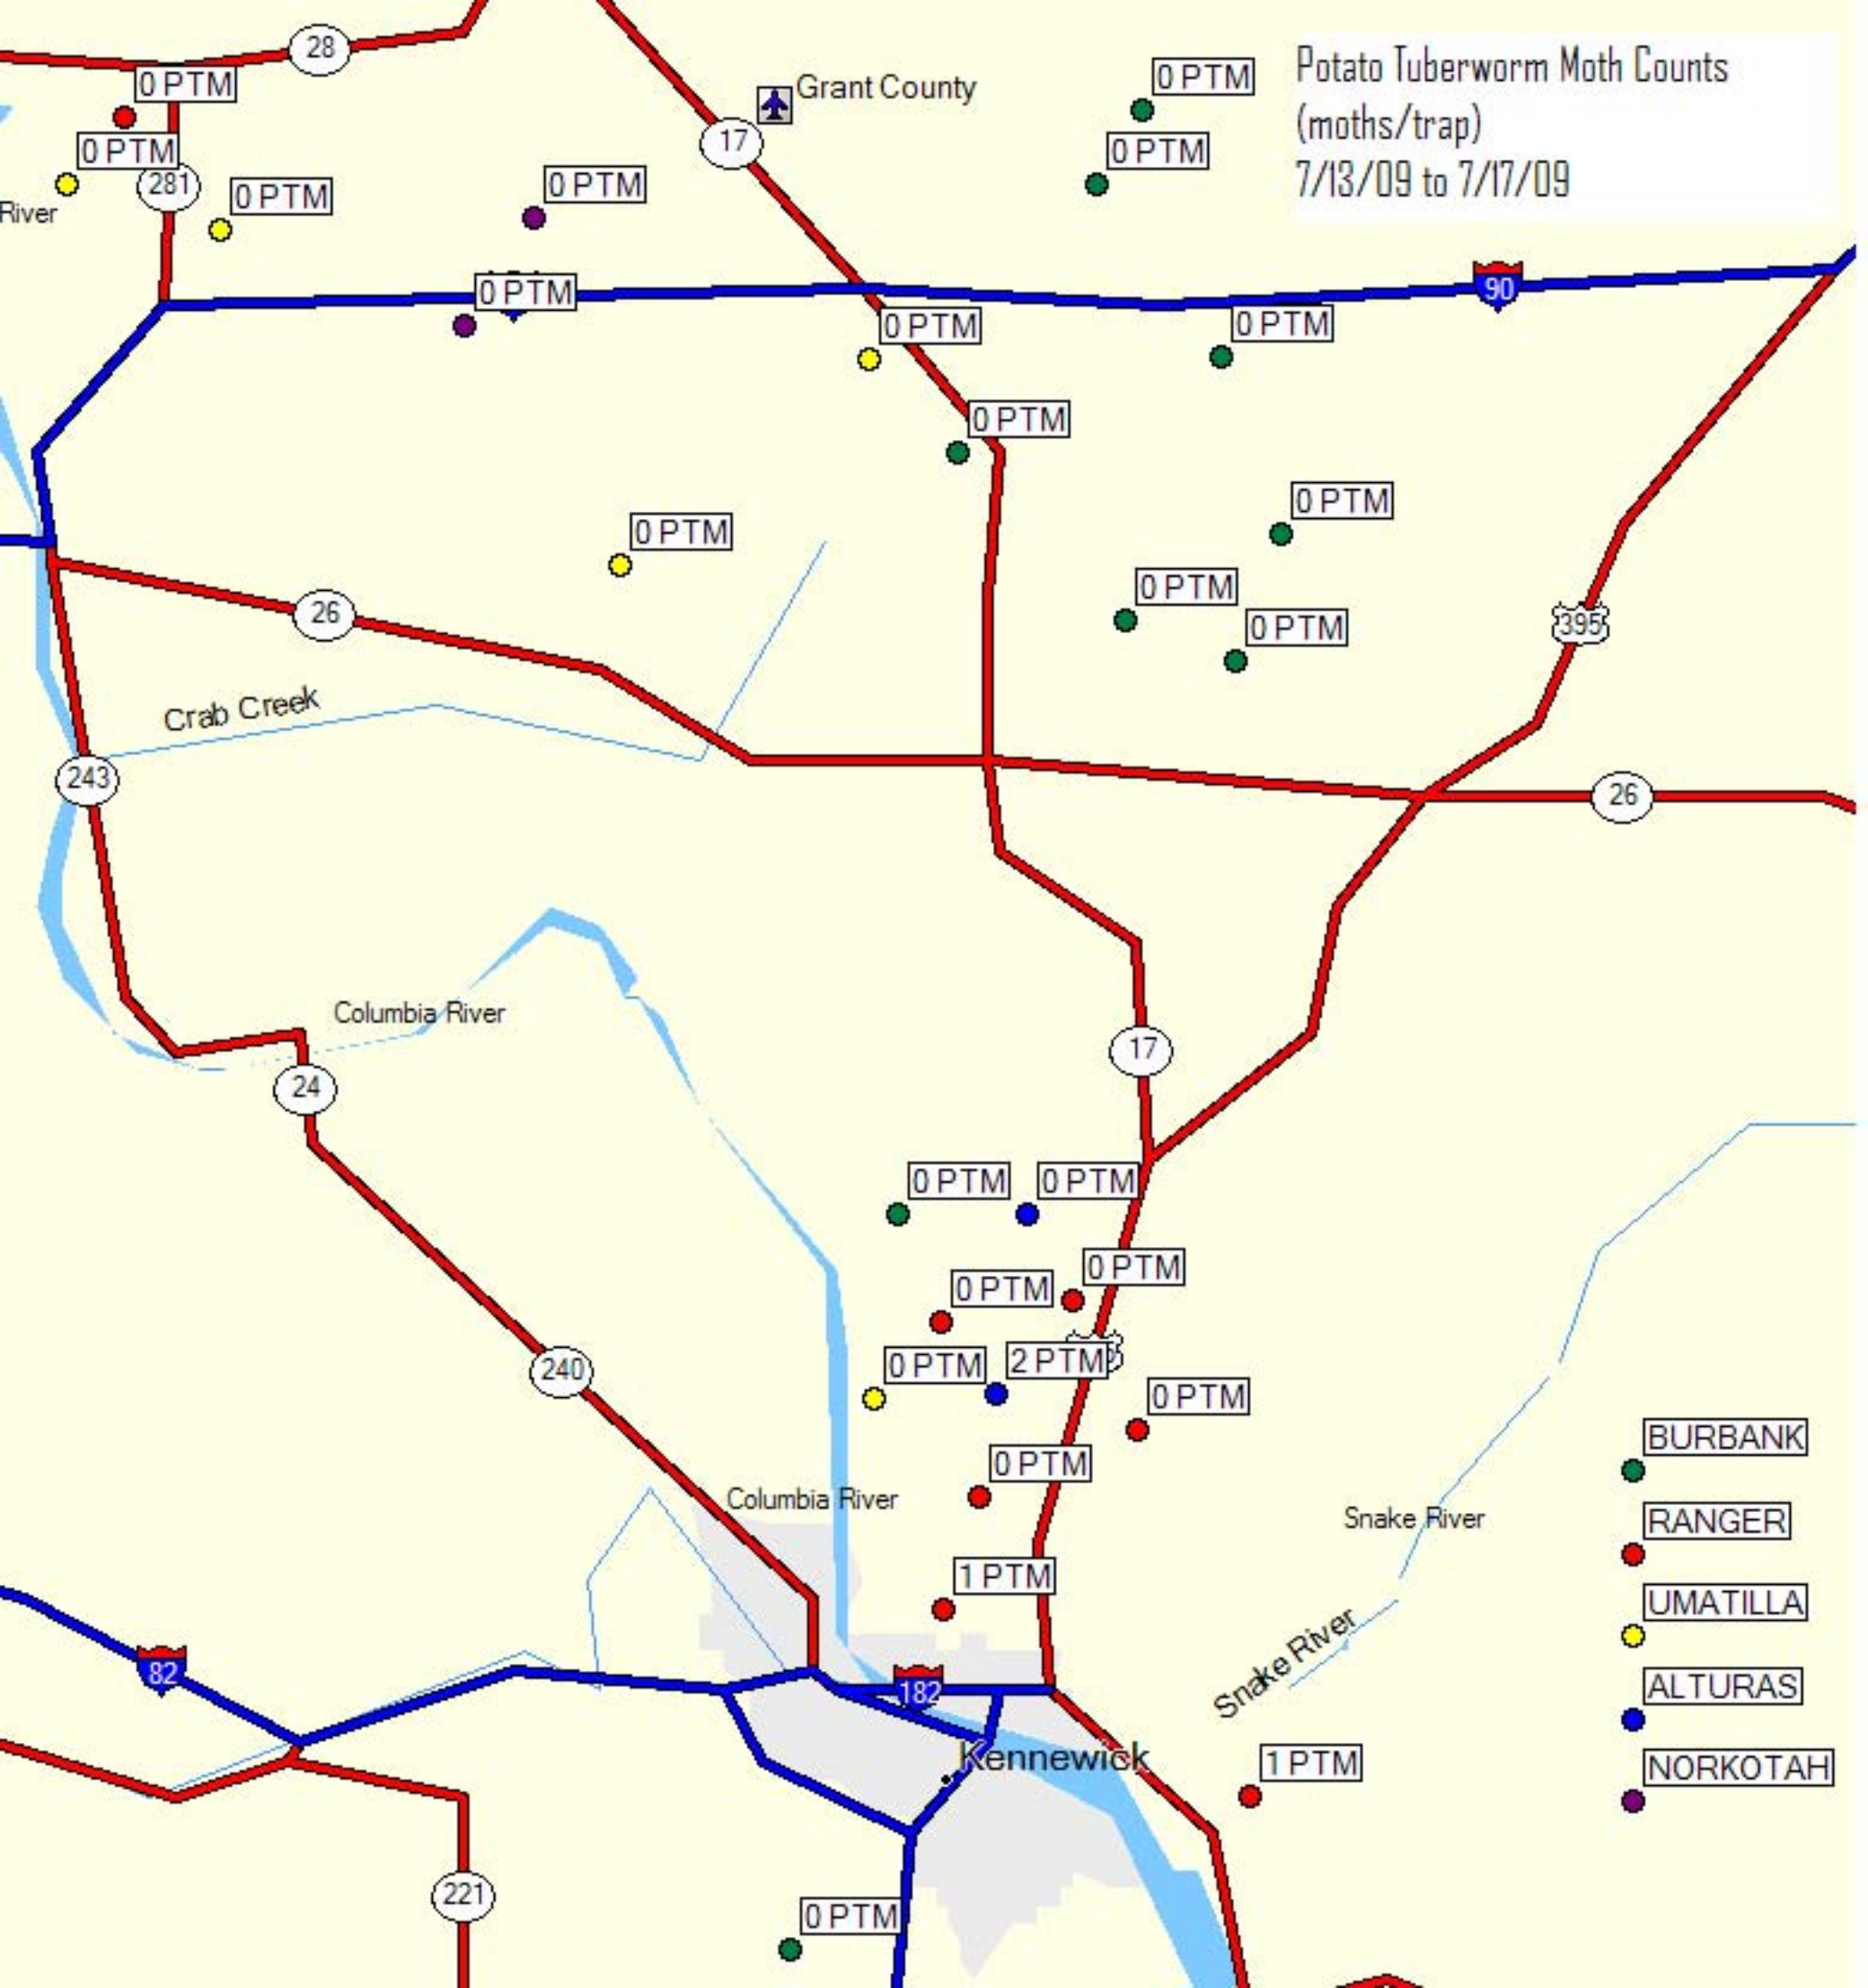 Potato Tuberworm Moth Counts
(moths/trap)
7/13/09 to 7/17/09
28
0 PTM
Grant County
0 PTM
17
0 PTM
0 PTM
281
0 PTM
0 PTM
River
90
0 PTM
0 PTM
0 PTM
0 PTM
0 PTM
0 PTM
0 PTM
26
0 PTM
395
0 PTM
Crab Creek
243
26
Columbia River
17
24
0 PTM
0 PTM
0 PTM
0 PTM
240
0 PTM
2 PTM
0 PTM
BURBANK
0 PTM
Columbia River
Snake River
RANGER
1 PTM
UMATILLA
Snake River
82
182
ALTURAS
Kennewick
1 PTM
NORKOTAH
221
0 PTM